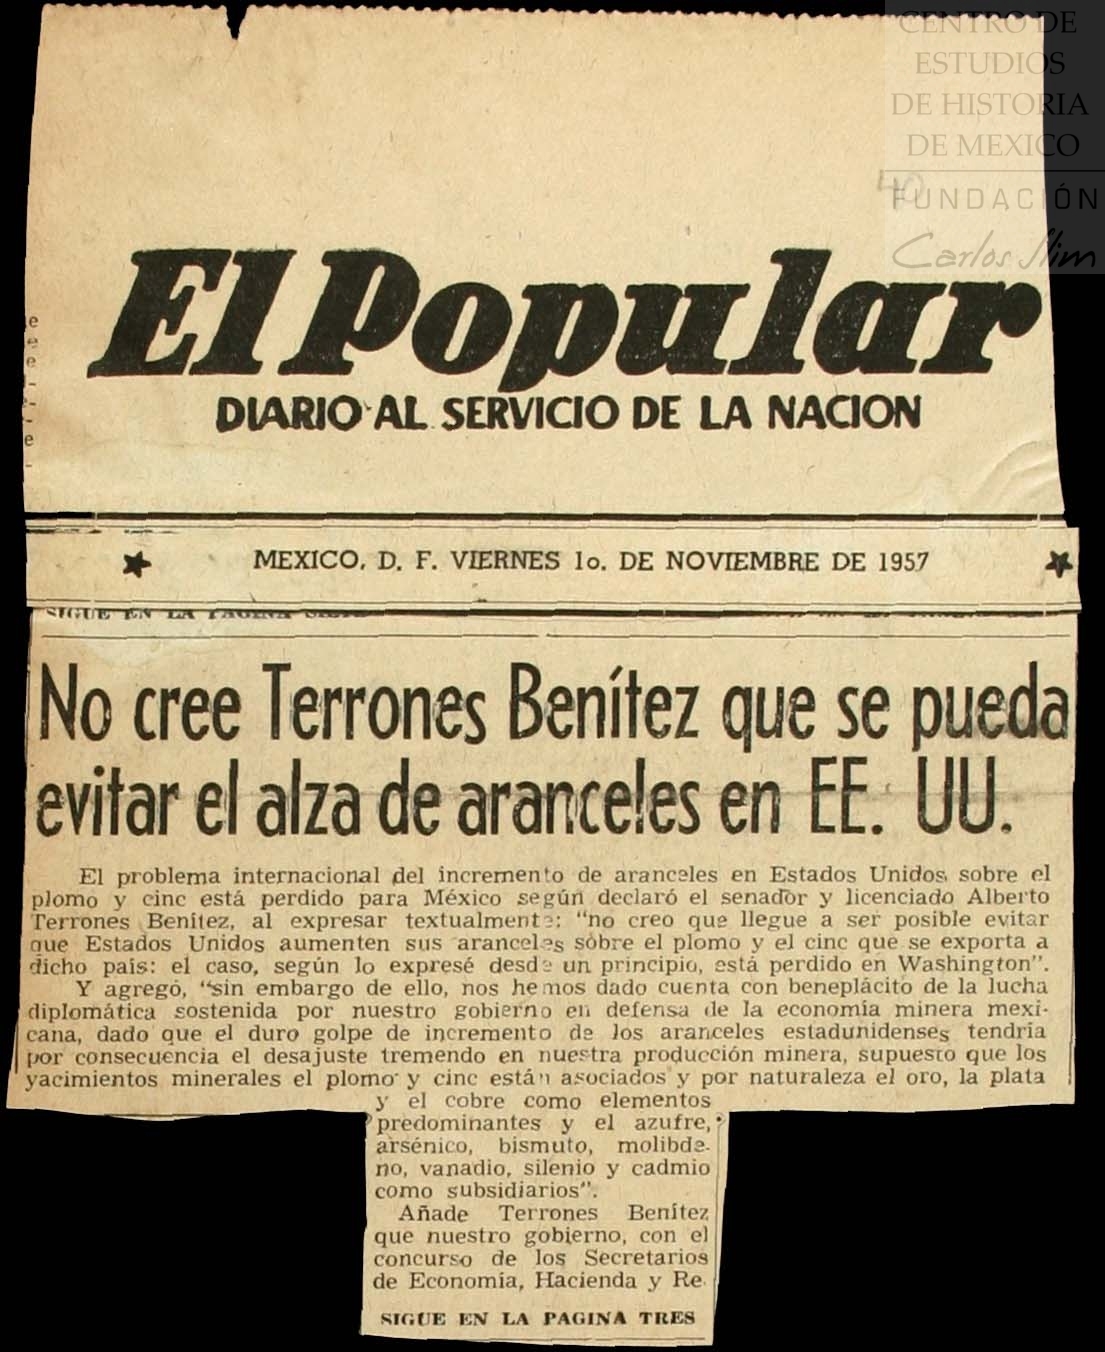 CENTRO DE
ESTUDIOS
DE HISTORIA
DE MEXICO
40
FUNDACIÓN
Carlos Slim
El Popular
DIARIO AL SERVICIO DE LA NACION
MEXICO, D. F. VIERNES 1o. DE NOVIEMBRE DE 1957
SIGUE EN LA PAGINA SIETE
No cree Terrones Benítez que se pueda
evitar el alza de aranceles en EE. UU.
El problema internacional del incremento de aranceles en Estados Unidos sobre el
plomo y cinc está perdido para México según declaró el senador y licenciado Alberto
Terrones Benítez, al expresar textualmente: "no creo que llegue a ser posible evitar
que Estados Unidos aumenten sus aranceles sobre el plomo y el cinc que se exporta a
dicho país: el caso, según lo expresé desde un principio, está perdido en Washington".
Y agregó, "sin embargo de ello, nos hemos dado cuenta con beneplácito de la lucha
diplomática sostenida por nuestro gobierno en defensa de la economía minera mexi-
cana, dado que el duro golpe de incremento de los aranceles estadunidenses tendría
por consecuencia el desajuste tremendo en nuestra producción minera, supuesto que los
yacimientos minerales el plomo y cinc están asociados y por naturaleza el oro, la plata
y el cobre como elementos
predominantes y el azufre,
arsénico, bismuto, molibde-
no, vanadio, silenio y cadmio
como subsidiarios".
Añade Terrones Benítez
que nuestro gobierno, con el
concurso de los Secretarios
de Economía, Hacienda y Re-
SIGUE EN LA PAGINA TRES